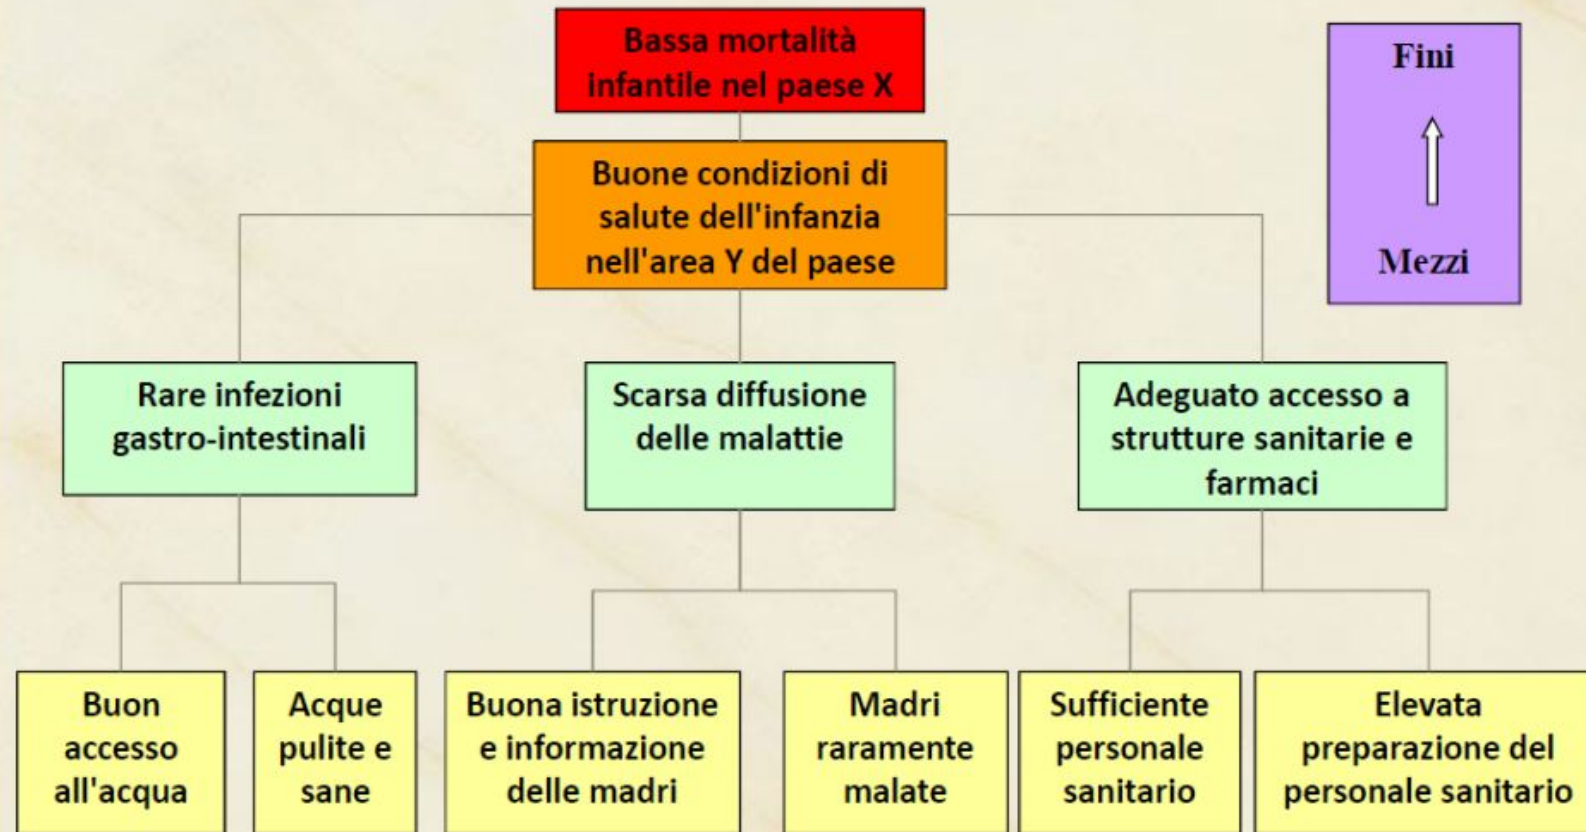 Bassa mortalità
infantile nel paese X
Fini
Mezzi
Buone condizioni di
salute dell'infanzia
nell'area Y del paese
Rare infezioni
gastro-intestinali
Scarsa diffusione
delle malattie
Adeguato accesso a
strutture sanitarie e
farmaci
Buon
accesso
all'acqua
Acque
pulite e
sane
Buona istruzione
e informazione
delle madri
Madri
raramente
malate
Sufficiente
personale
sanitario
Elevata
preparazione del
personale sanitario